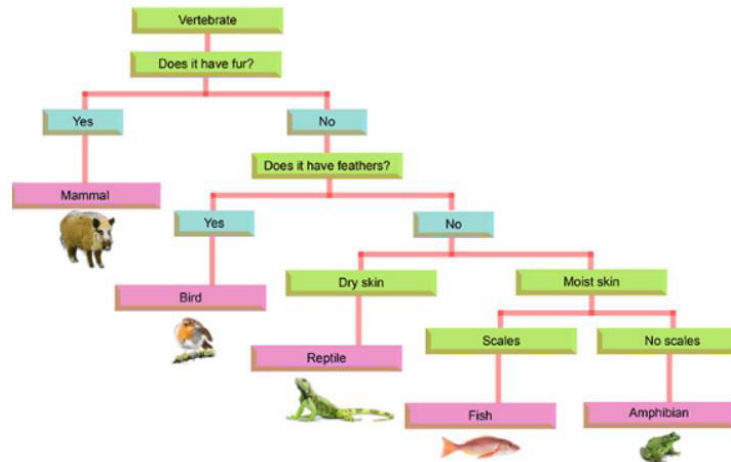 Vertebrate
Does it have fur?
Yes
No
Does it have feathers?
Mammal
Yes
No
Dry skin
Moist skin
Bird
Scales
No scales
Reptile
Fish
Amphibian